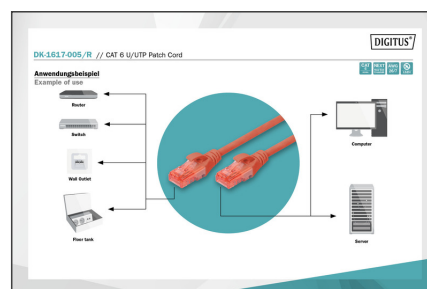 DIGITUS®
DK-1617-005/R // CAT 6 U/UTP Patch Cord
Anwendungsbeispiel
Example of use
Router
Switch
Wall Outlet
Floor tank
Computer
Server